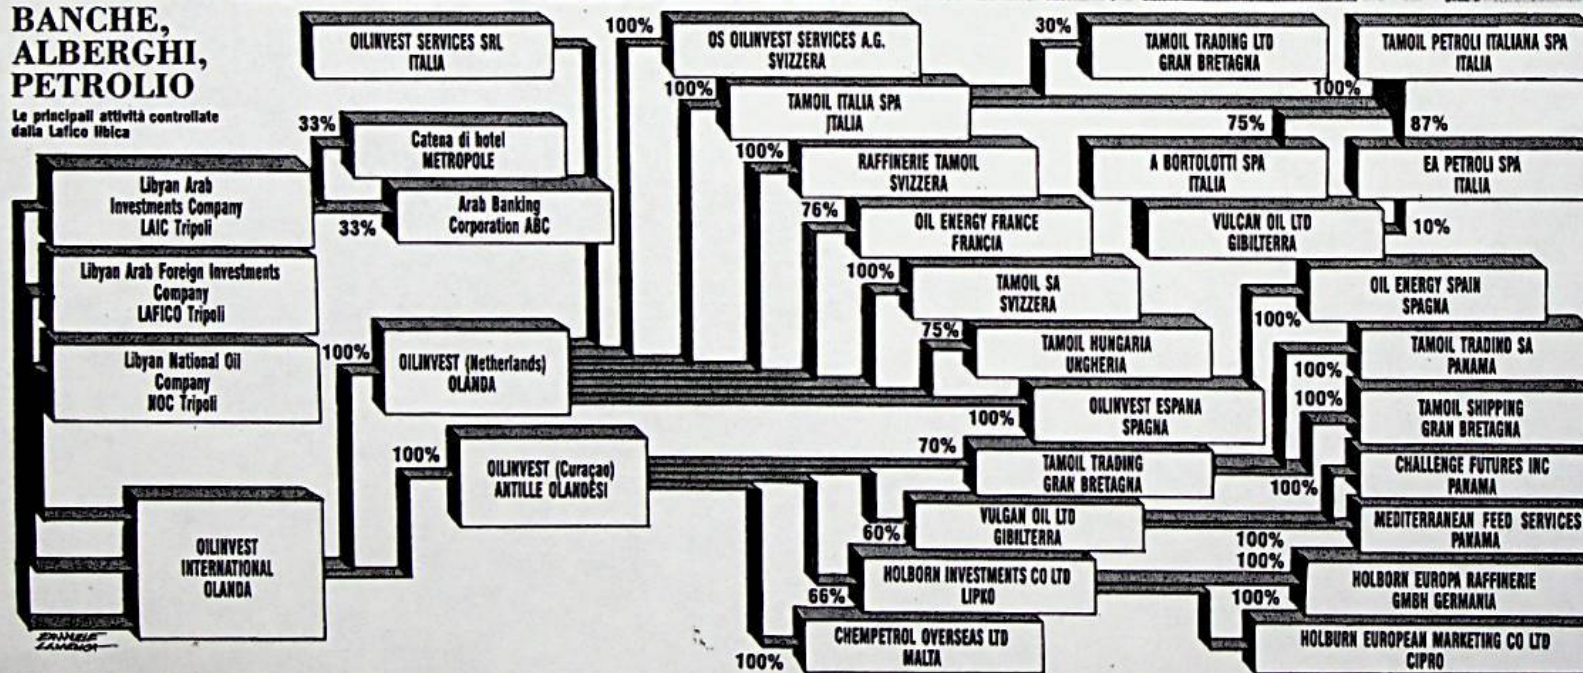 BANCHE,
ALBERGHI,
PETROLIO
Le principali attività controllate
dalla Lafico libica
Libyan Arab
Investments Company
LAIC Tripoli
Libyan Arab Foreign Investments
Company
LAFICO Tripoli
Libyan National Oil
Company
NOC Tripoli
OILINVEST
INTERNATIONAL
OLANDA
OILINVEST SERVICES SRL
ITALIA
33%
Catena di hotel
METROPOLE
33%
Arab Banking
Corporation ABC
100%
OILINVEST (Netherlands)
OLANDA
100%
OILINVEST (Curaçao)
ANTILLE OLANDESI
100%
OS OILINVEST SERVICES A.G.
SVIZZERA
100%
TAMOIL ITALIA SPA
ITALIA
100%
RAFFINERIE TAMOIL
SVIZZERA
76%
OIL ENERGY FRANCE
FRANCIA
100%
TAMOIL SA
SVIZZERA
75%
TAMOIL HUNGARIA
UNGHERIA
100%
OILINVEST ESPANA
SPAGNA
70%
TAMOIL TRADING
GRAN BRETAGNA
60%
VULGAN OIL LTD
GIBILTERRA
66%
HOLBORN INVESTMENTS CO LTD
LIPKO
100%
CHEMPETROL OVERSEAS LTD
MALTA
30%
TAMOIL TRADING LTD
GRAN BRETAGNA
100%
TAMOIL PETROLI ITALIANA SPA
ITALIA
75%
A BORTOLOTTI SPA
ITALIA
87%
EA PETROLI SPA
ITALIA
10%
VULCAN OIL LTD
GIBILTERRA
100%
OIL ENERGY SPAIN
SPAGNA
100%
TAMOIL TRADINO SA
PANAMA
100%
TAMOIL SHIPPING
GRAN BRETAGNA
100%
CHALLENGE FUTURES INC
PANAMA
100%
MEDITERRANEAN FEED SERVICES
PANAMA
100%
HOLBORN EUROPA RAFFINERIE
GMBH GERMANIA
100%
HOLBURN EUROPEAN MARKETING CO LTD
CIPRO